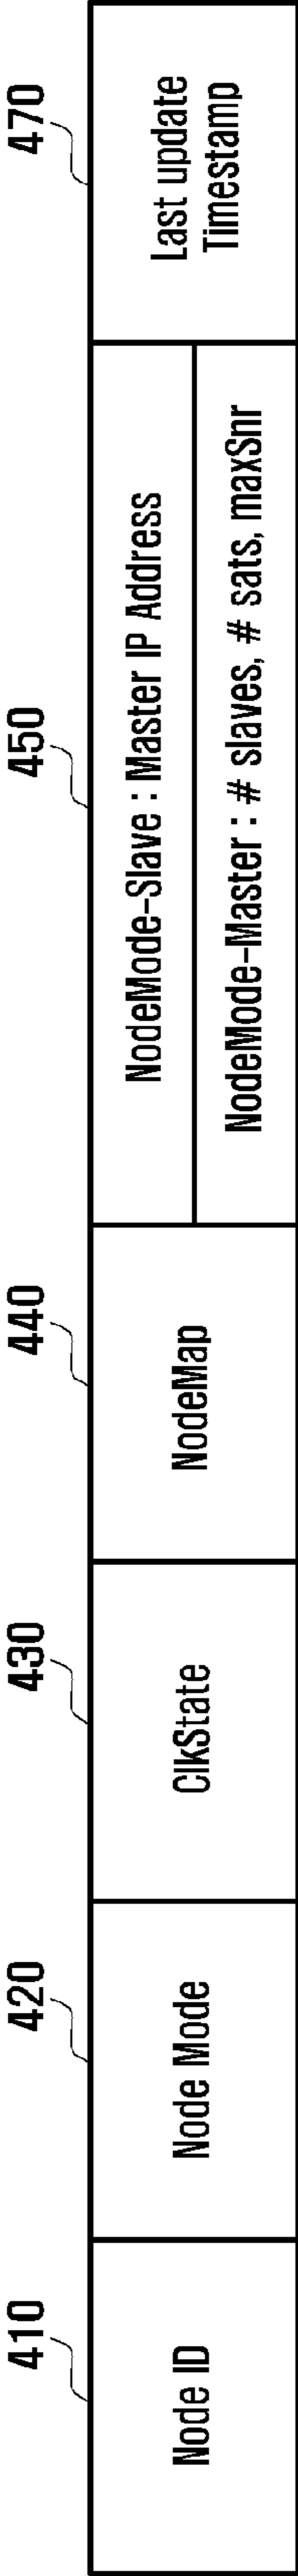 410
420
430
440
450
470
Node ID
Node Mode
ClkState
NodeMap
NodeMode-Slave : Master IP Address
NodeMode-Master : # slaves, # sats, maxSnr
Last update
Timestamp